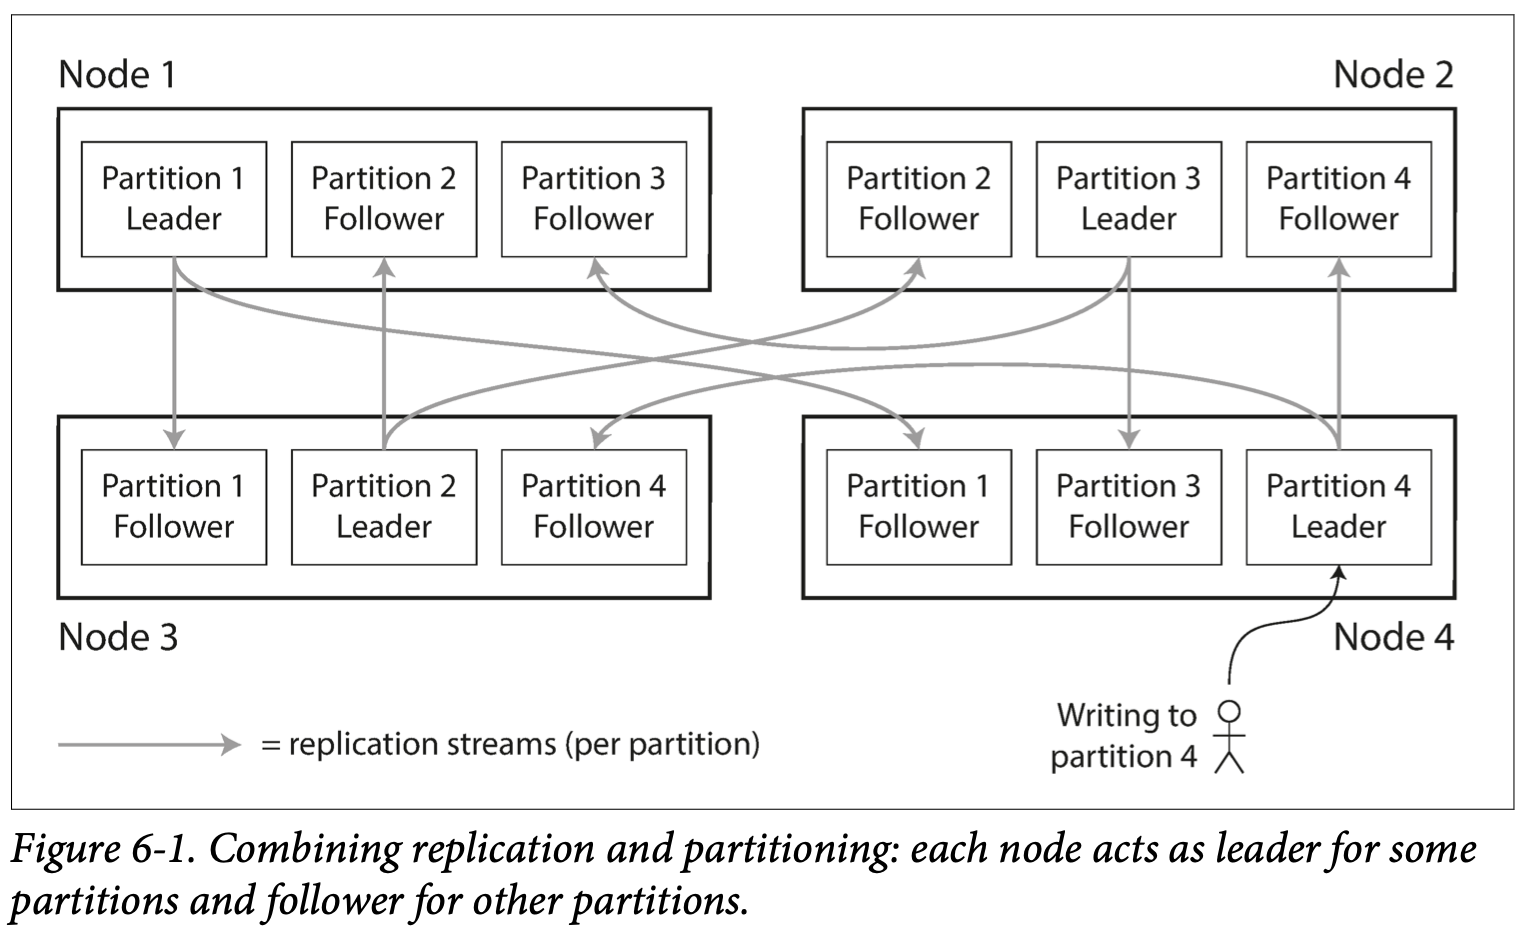 Node 1
Node 2
Partition 1
Leader
Partition 2
Follower
Partition 3
Follower
Partition 2
Follower
Partition 3
Leader
Partition 4
Follower
Partition 1
Follower
Partition 2
Leader
Partition 4
Follower
Partition 1
Follower
Partition 3
Follower
Partition 4
Leader
Node 3
Node 4
Writing to
partition 4
= replication streams (per partition)
Figure 6-1. Combining replication and partitioning: each node acts as leader for some
partitions and follower for other partitions.